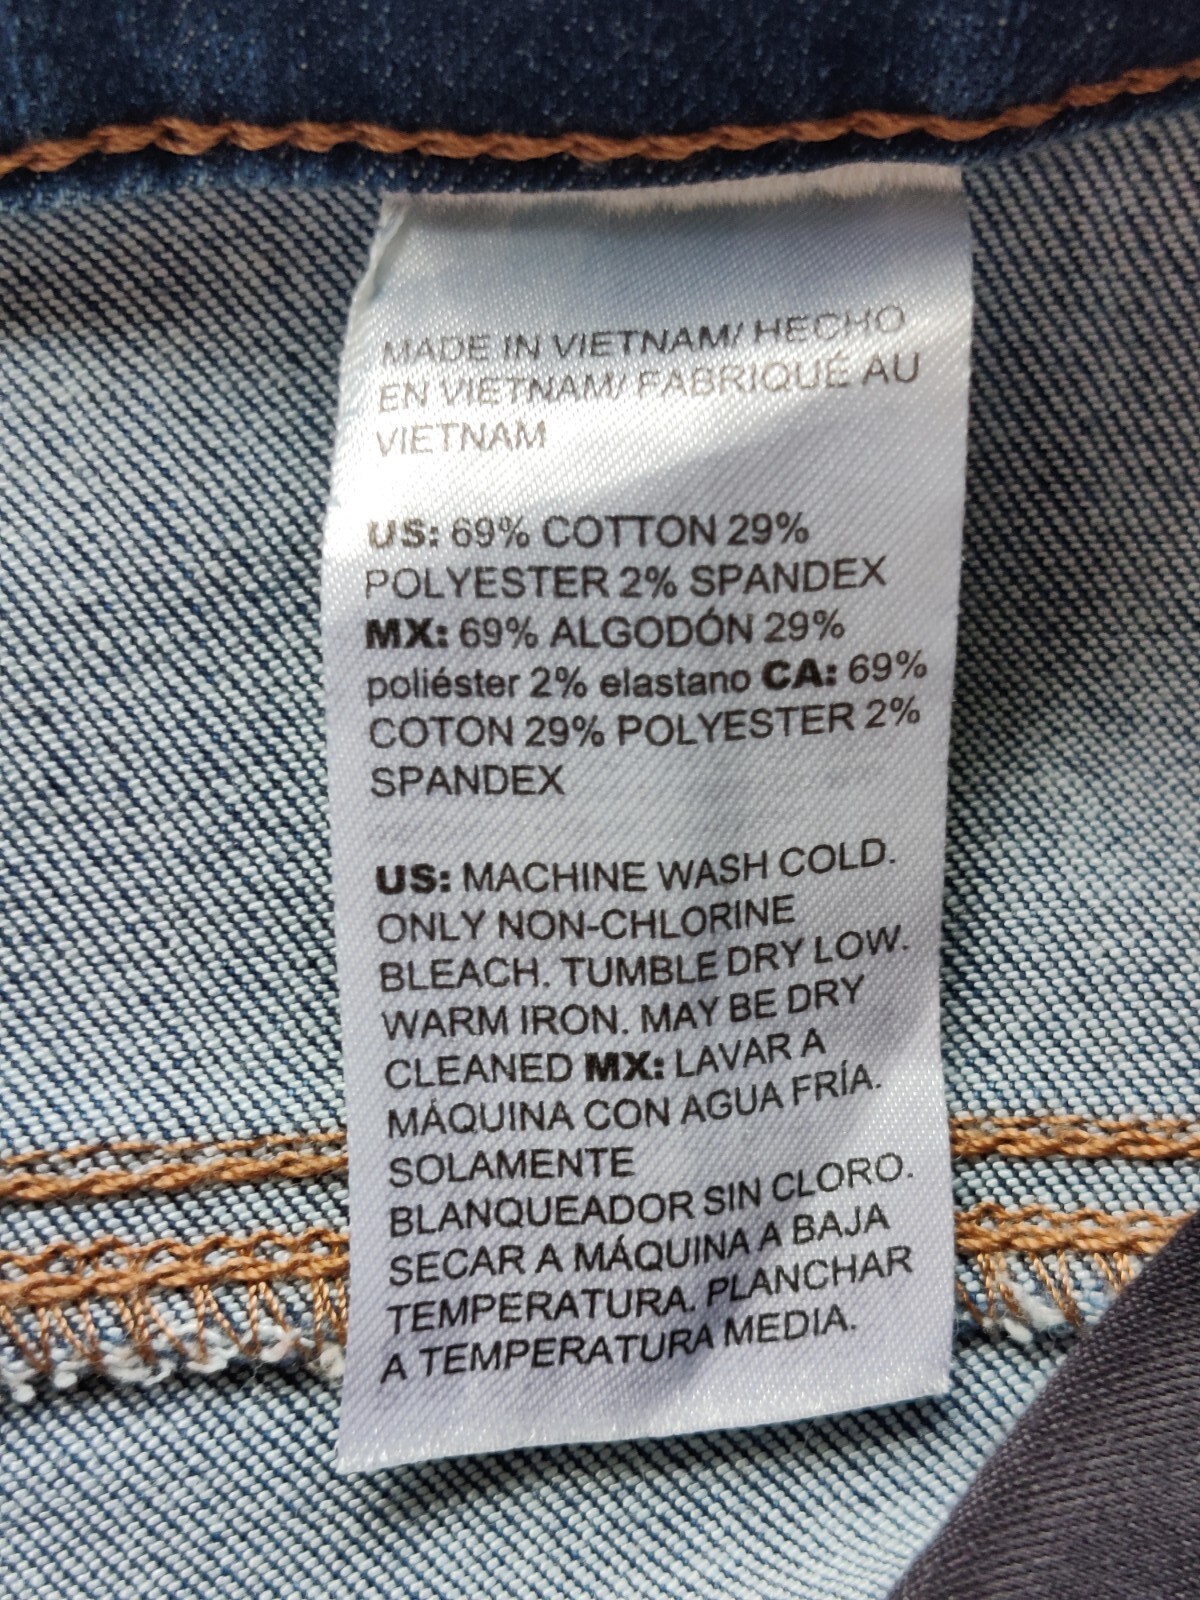 MADE IN VIETNAM/ HECHO
EN VIETNAM/ FABRIQUÉ AU
VIETNAM
US: 69% COTTON 29%
POLYESTER 2% SPANDEX
MX: 69% ALGODÓN 29%
poliéster 2% elastano CA: 69%
COTON 29% POLYESTER 2%
SPANDEX
US: MACHINE WASH COLD.
ONLY NON-CHLORINE
BLEACH. TUMBLE DRY LOW.
WARM IRON. MAY BE DRY
CLEANED MX: LAVAR A
MÁQUINA CON AGUA FRÍA.
SOLAMENTE
BLANQUEADOR SIN CLORO.
SECAR A MÁQUINA A BAJA
TEMPERATURA. PLANCHAR
A TEMPERATURA MEDIA.